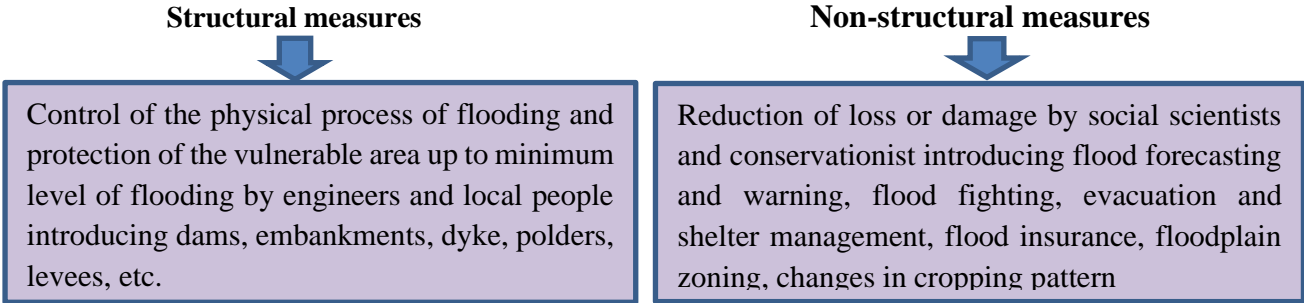 Structural measures
Control of the physical process of flooding and
protection of the vulnerable area up to minimum
level of flooding by engineers and local people
introducing dams, embankments, dyke, polders,
levees, etc.
Non-structural measures
Reduction of loss or damage by social scientists
and conservationist introducing flood forecasting
and warning, flood fighting, evacuation and
shelter management, flood insurance, floodplain
zoning, changes in cropping pattern